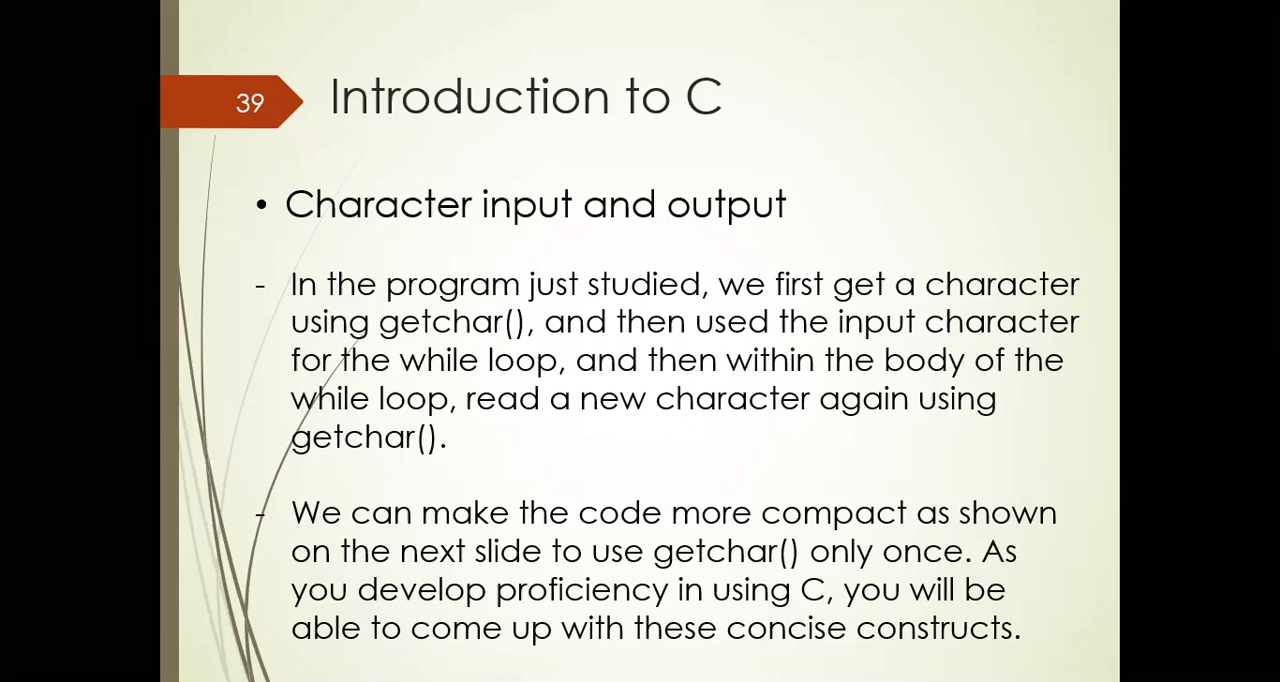 39
Introduction to C
• Character input and output
- In the program just studied, we first get a character
using getchar(), and then used the input character
for the while loop, and then within the body of the
while loop, read a new character again using
getchar().
- We can make the code more compact as shown
on the next slide to use getchar() only once. As
you develop proficiency in using C, you will be
able to come up with these concise constructs.